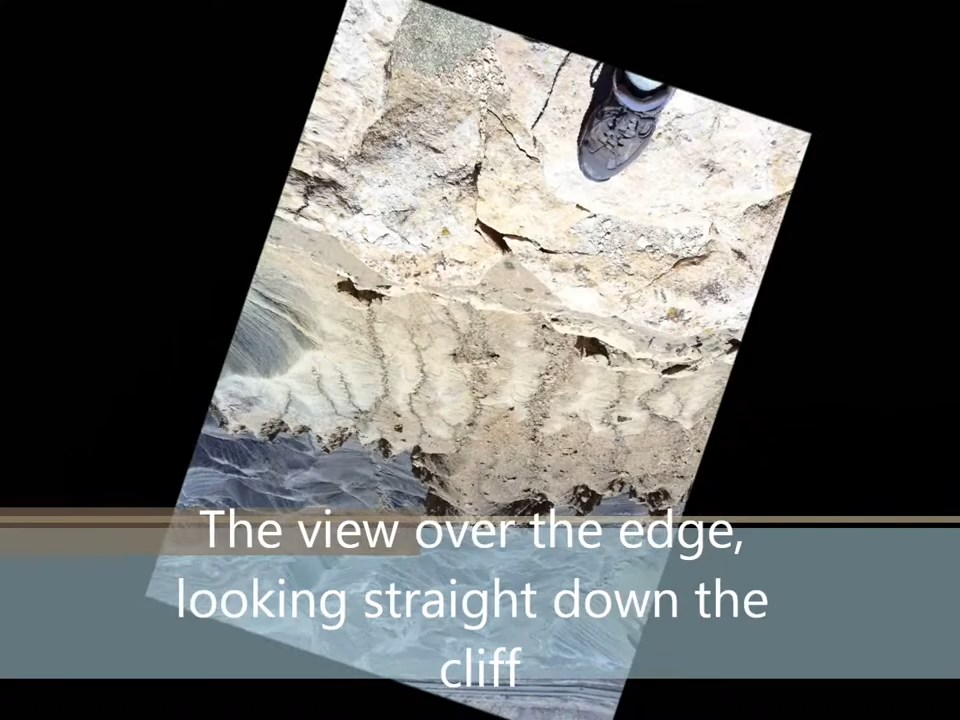 The view over the edge,
looking straight down the
cliff